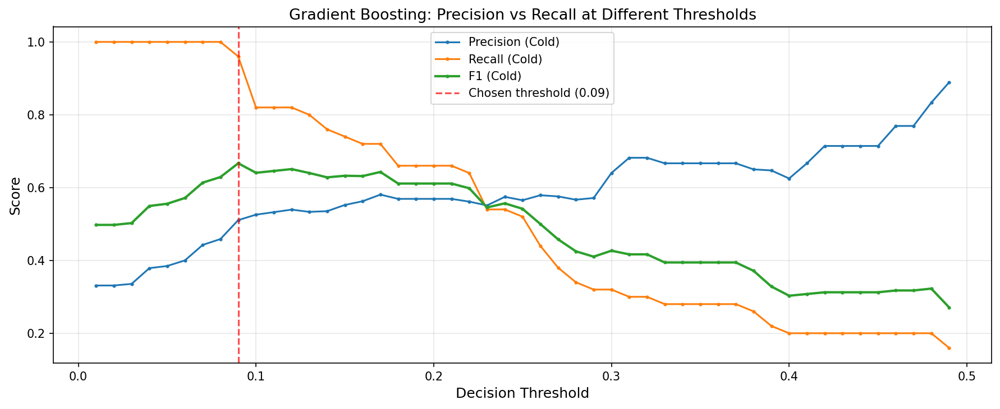 Gradient Boosting: Precision vs Recall at Different Thresholds
Precision (Cold)
Recall (Cold)
F1 (Cold)
Chosen threshold (0.09)
Score
1.0
0.8
0.6
0.4
0.2
0.0 0.1 0.2 0.3 0.4 0.5
Decision Threshold